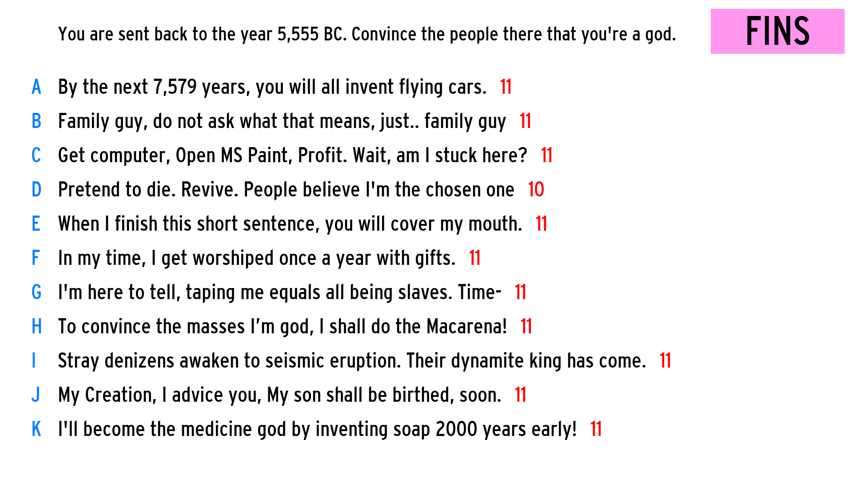 You are sent back to the year 5,555 BC. Convince the people there that you're a god.
FINS
A By the next 7,579 years, you will all invent flying cars. 11
B Family guy, do not ask what that means, just.. family guy 11
C Get computer, Open MS Paint, Profit. Wait, am I stuck here? 11
D Pretend to die. Revive. People believe I'm the chosen one 10
E When I finish this short sentence, you will cover my mouth. 11
F In my time, I get worshiped once a year with gifts. 11
G I'm here to tell, taping me equals all being slaves. Time- 11
H To convince the masses I’m god, I shall do the Macarena! 11
I Stray denizens awaken to seismic eruption. Their dynamite king has come. 11
J My Creation, I advice you, My son shall be birthed, soon. 11
K I'll become the medicine god by inventing soap 2000 years early! 11